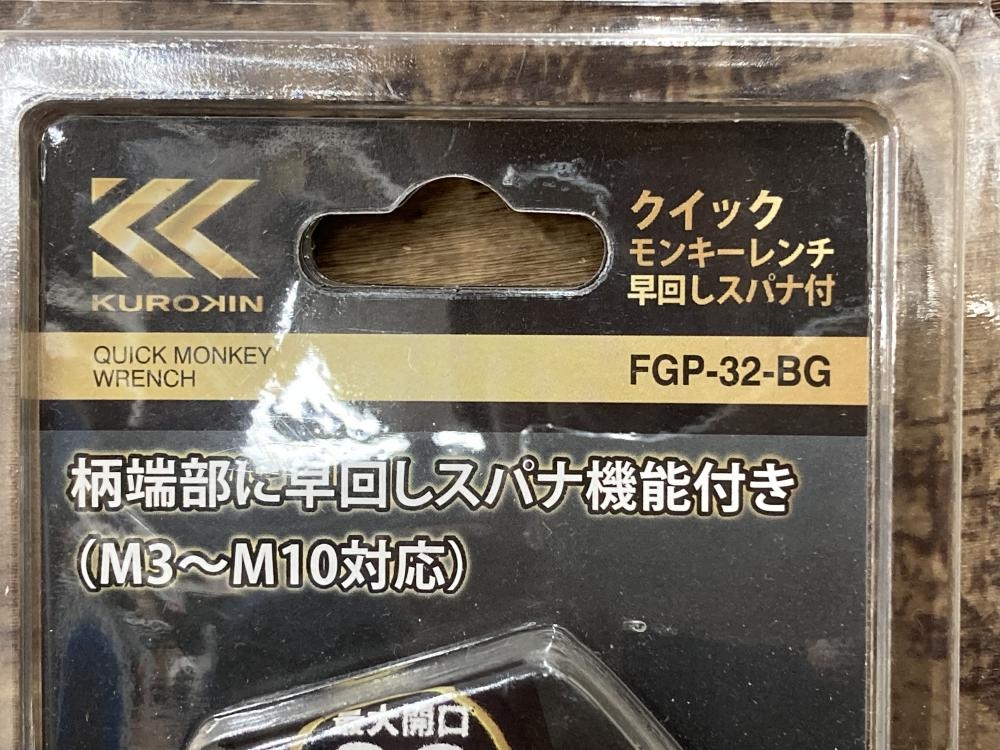 KUROKIN
クイック
モンキーレンチ
早回しスパナ付
QUICK MONKEY
WRENCH
FGP-32-BG
柄端部に早回しスパナ機能付き
(M3～M10対応)
最大開口